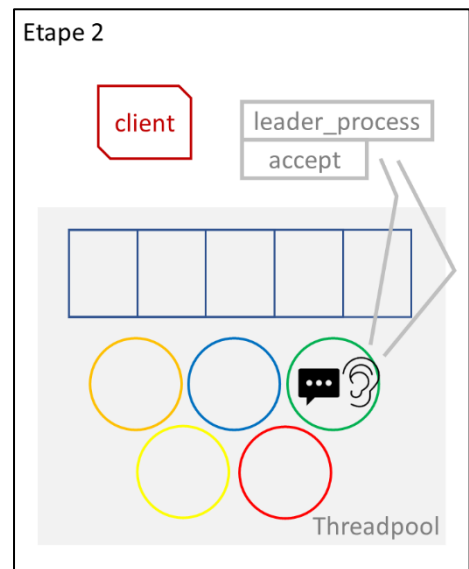 Etape 2
client
leader_process
accept
Threadpool